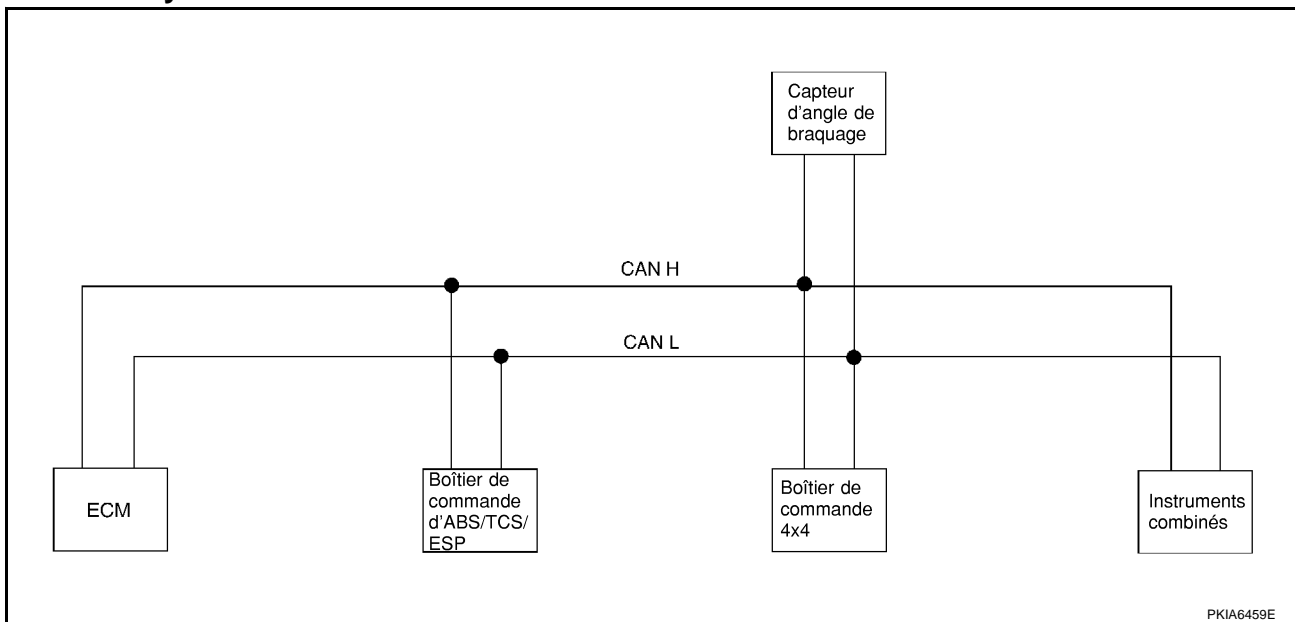 Capteur
d'angle de
braquage
CAN H
CAN L
ECM
Boîtier de
commande
d'ABS/TCS/
ESP
Boîtier de
commande
4x4
Instruments
combinés
PKIA6459E